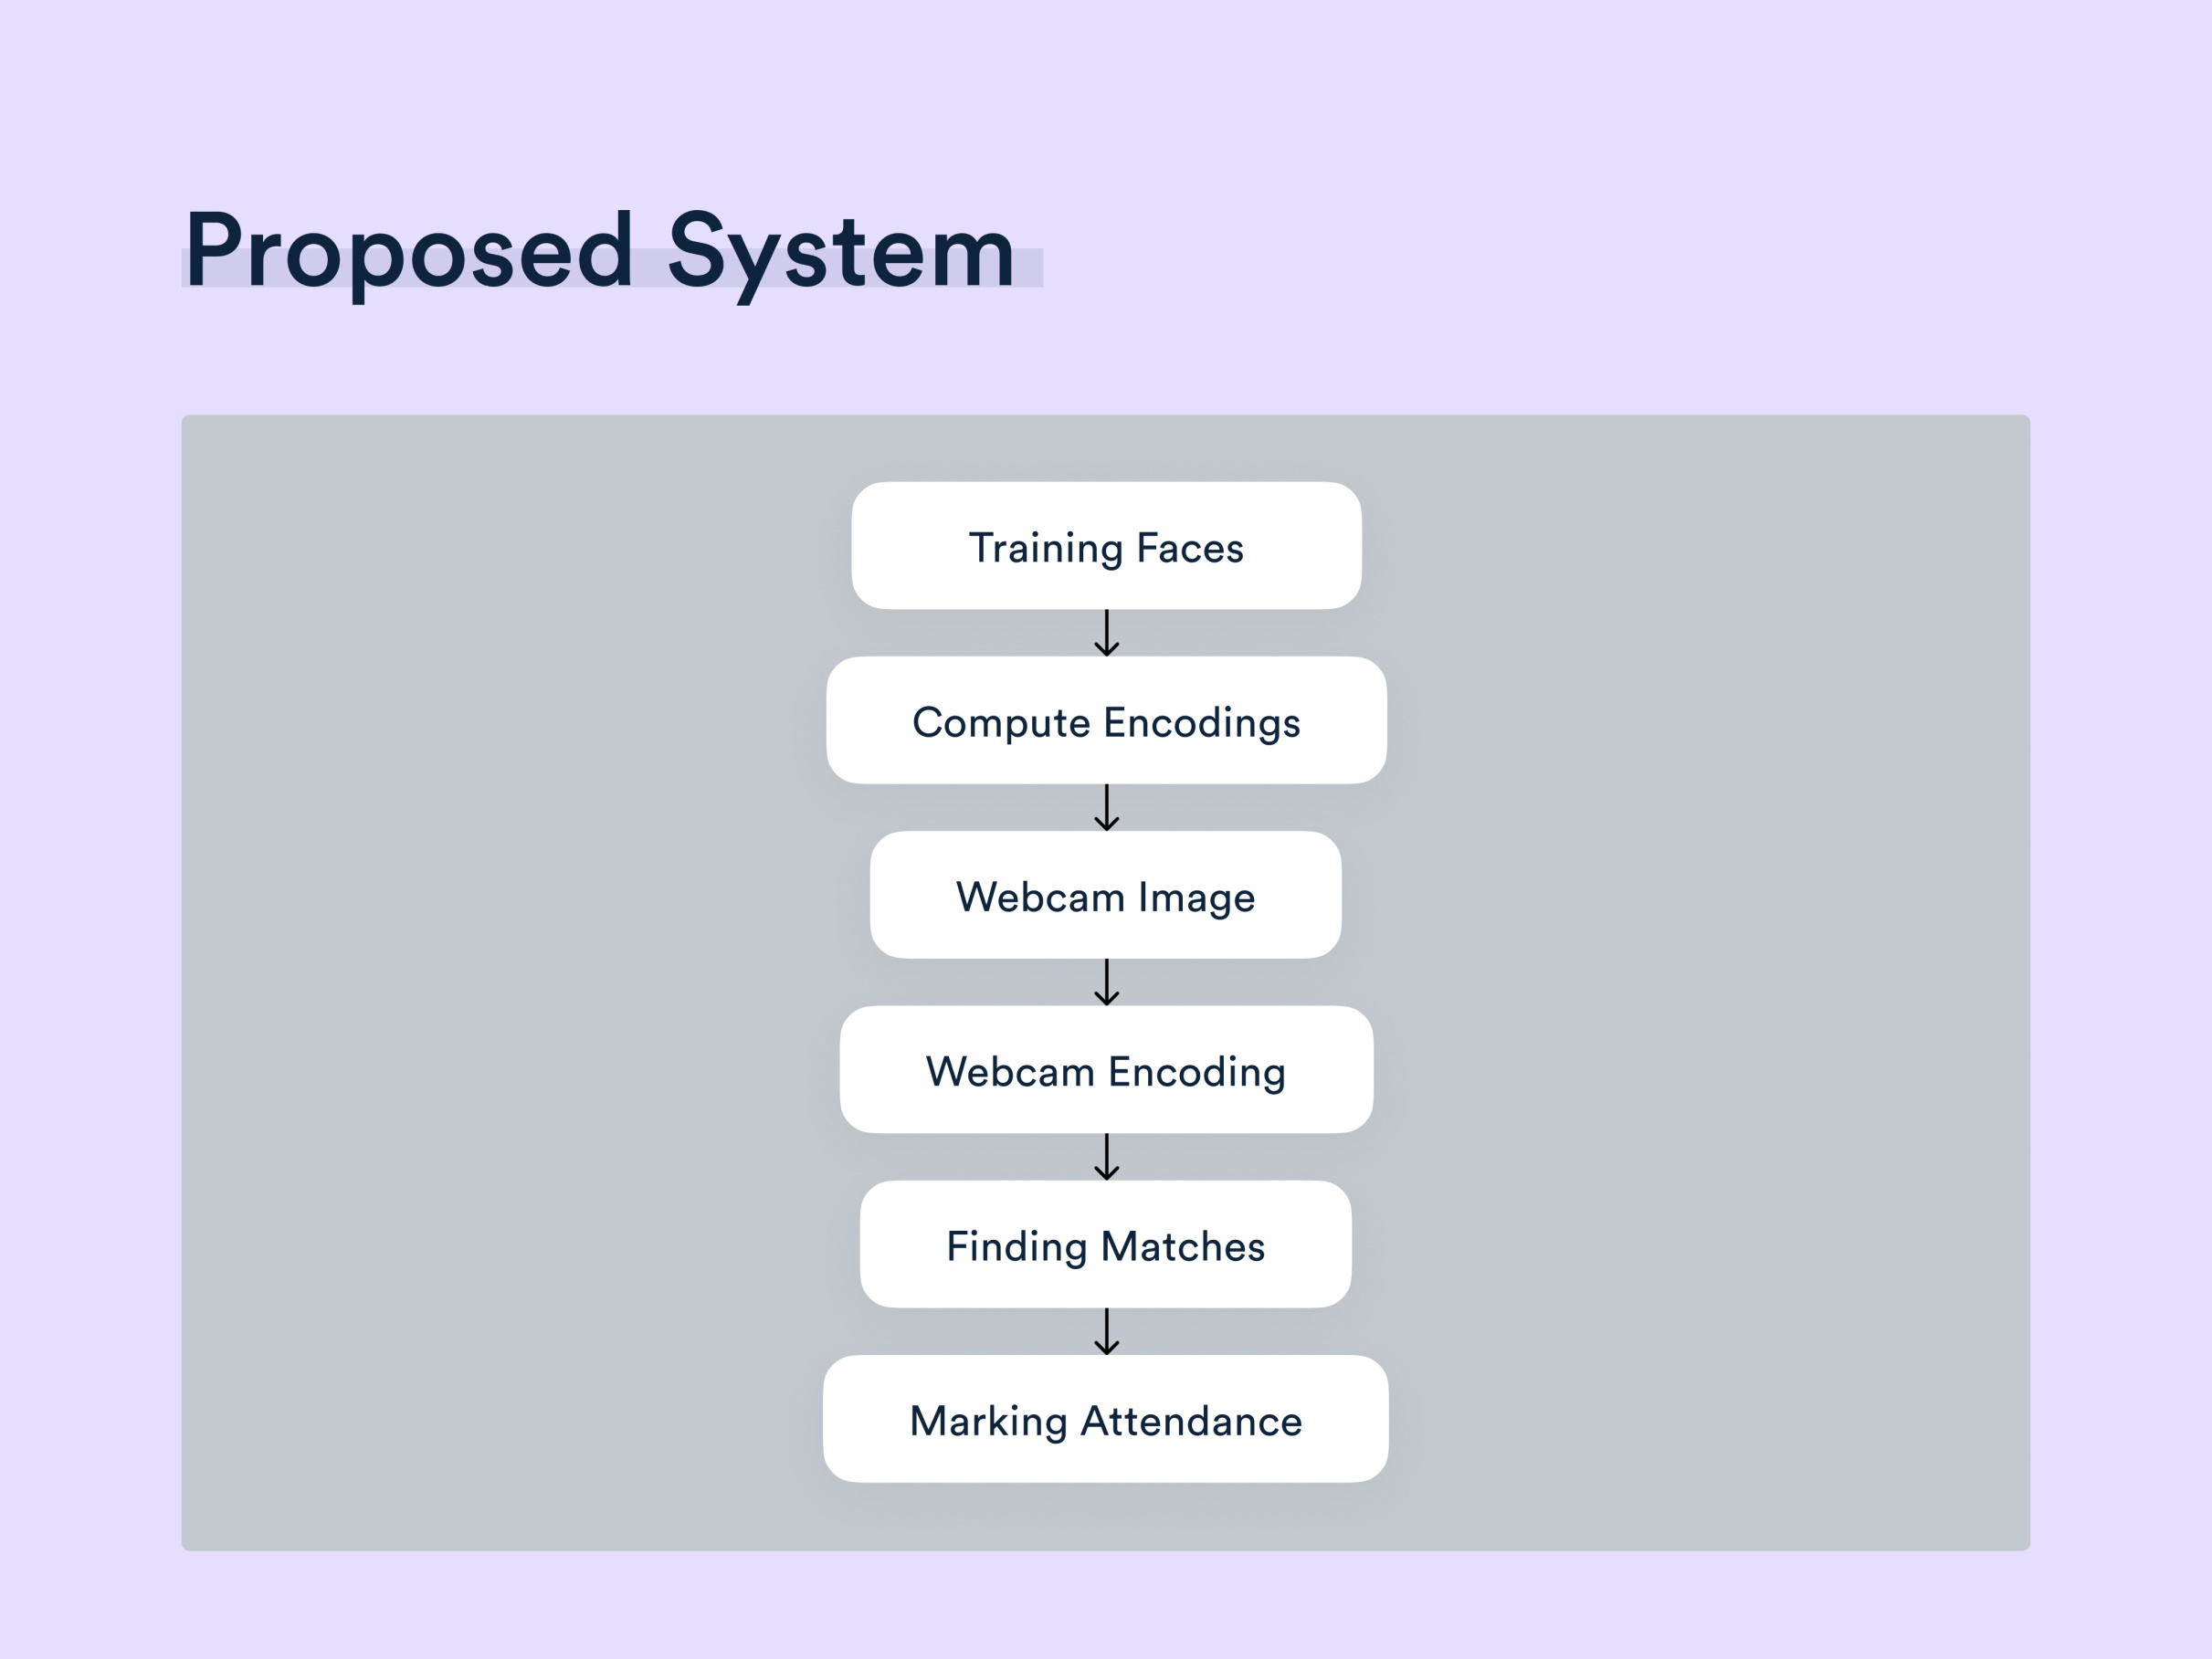 Proposed System
Training Faces
Compute Encodings
Webcam Image
Webcam Encoding
Finding Matches
Marking Attendance